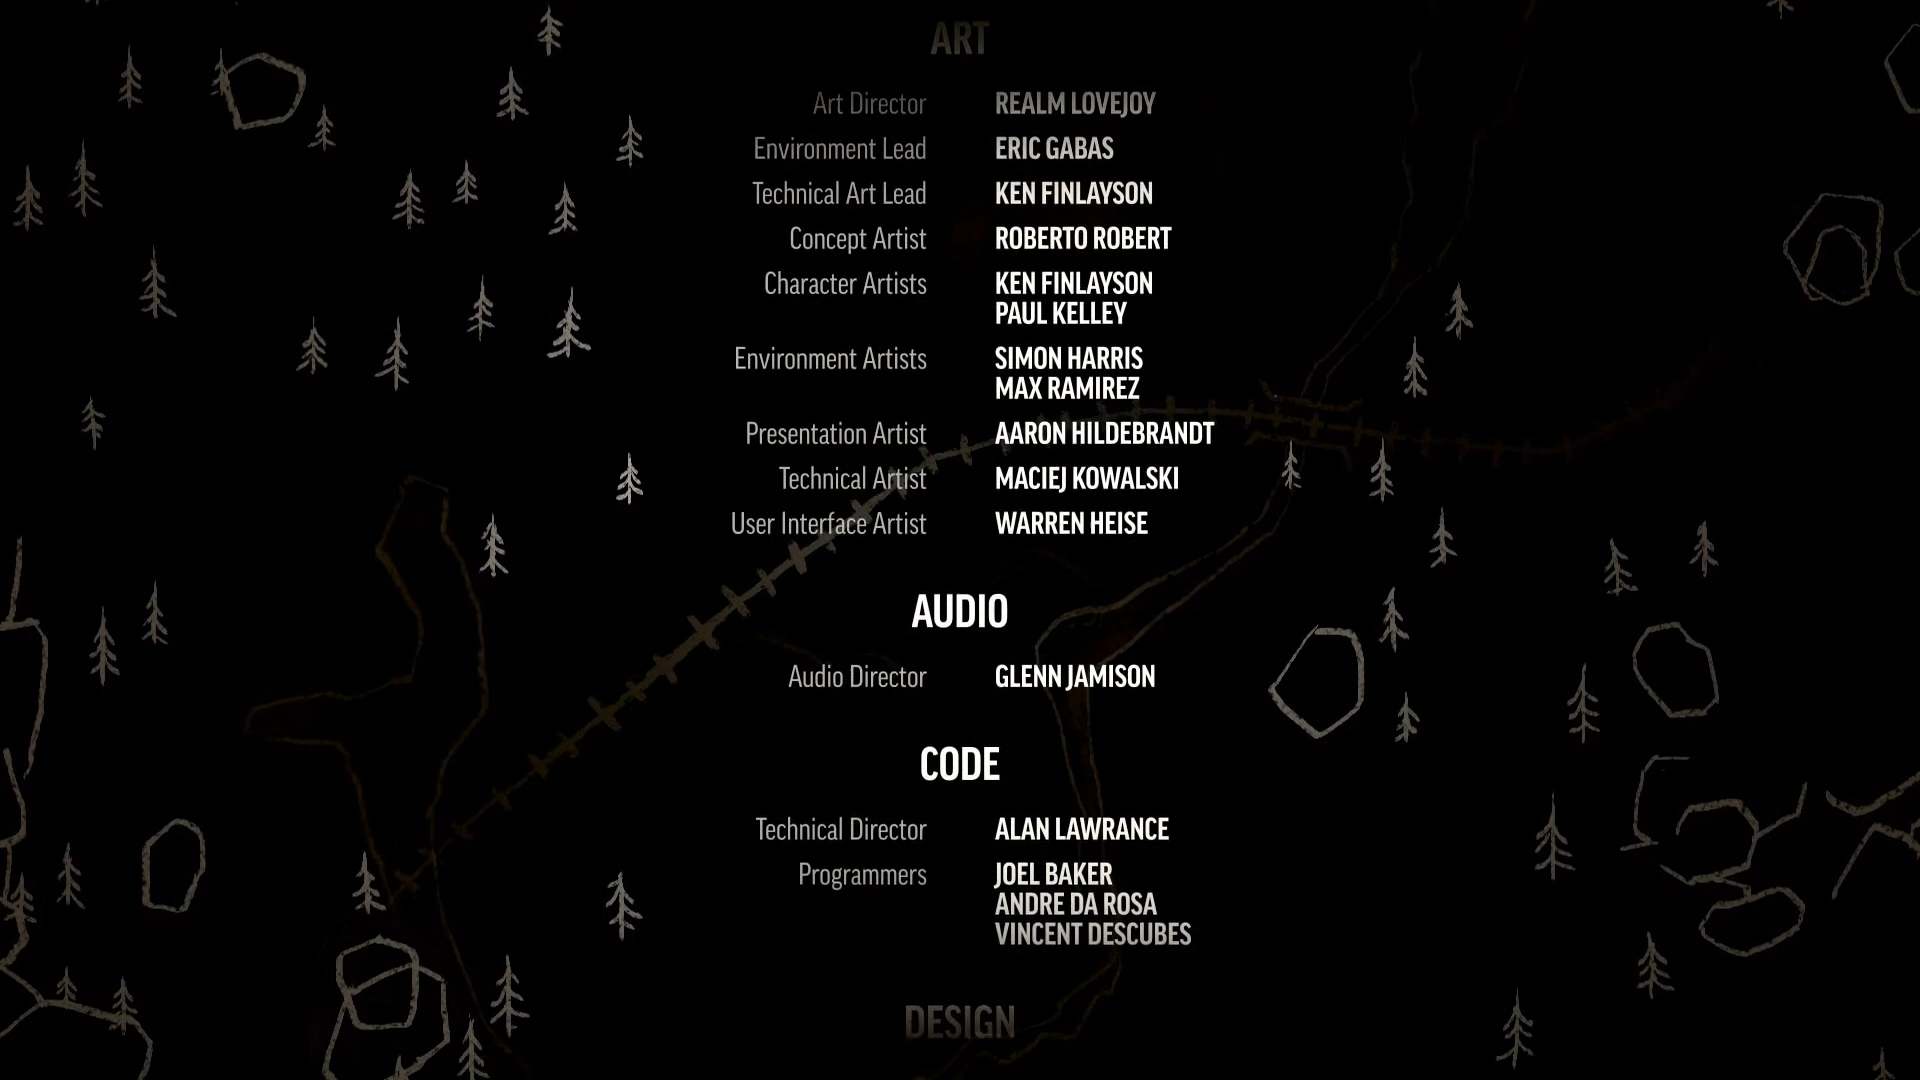 ART
Art Director REALM LOVEJOY
Environment Lead ERIC GABAS
Technical Art Lead KEN FINLAYSON
Concept Artist ROBERTO ROBERT
Character Artists KEN FINLAYSON
PAUL KELLEY
Environment Artists SIMON HARRIS
MAX RAMIREZ
Presentation Artist AARON HILDEBRANDT
Technical Artist MACIEJ KOWALSKI
User Interface Artist WARREN HEISE
AUDIO
Audio Director GLENN JAMISON
CODE
Technical Director ALAN LAWRANCE
Programmers JOEL BAKER
ANDRE DA ROSA
VINCENT DESCUBES
DESIGN